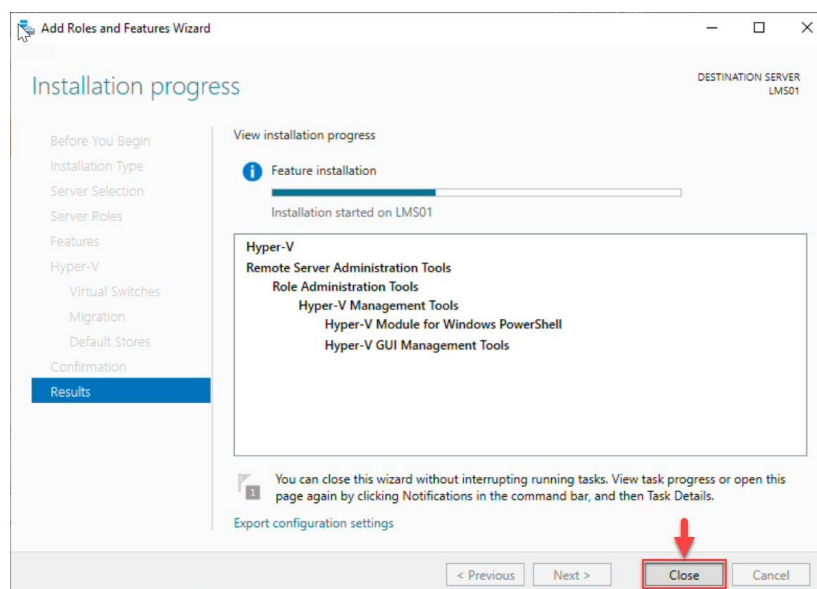 Add Roles and Features Wizard
Installation progress
DESTINATION SERVER
LMS01
Before You Begin
Installation Type
Server Selection
Server Roles
Features
Hyper-V
Virtual Switches
Migration
Default Stores
Confirmation
Results
View installation progress
Feature installation
Installation started on LMS01
Hyper-V
Remote Server Administration Tools
Role Administration Tools
Hyper-V Management Tools
Hyper-V Module for Windows PowerShell
Hyper-V GUI Management Tools
1
You can close this wizard without interrupting running tasks. View task progress or open this
page again by clicking Notifications in the command bar, and then Task Details.
Export configuration settings
< Previous
Next >
Close
Cancel